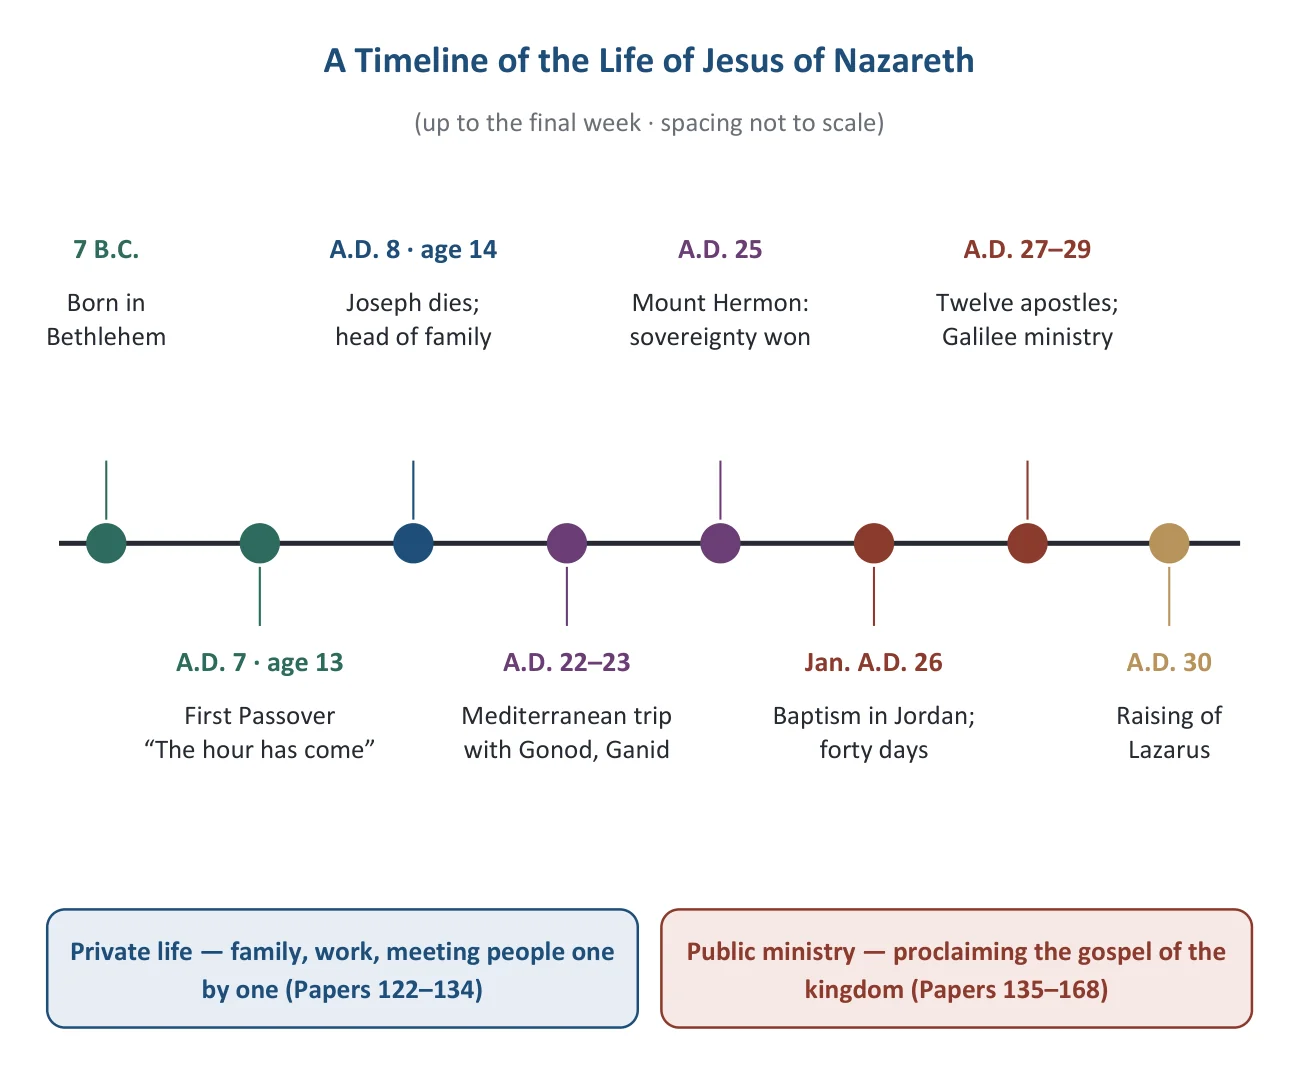 A Timeline of the Life of Jesus of Nazareth
(up to the final week · spacing not to scale)
7 B.C.
Born in
Bethlehem
A.D. 8 · age 14
Joseph dies;
head of family
A.D. 25
Mount Hermon:
sovereignty won
A.D. 27–29
Twelve apostles;
Galilee ministry
A.D. 7 · age 13
First Passover
“The hour has come”
A.D. 22–23
Mediterranean trip
with Gonod, Ganid
Jan. A.D. 26
Baptism in Jordan;
forty days
A.D. 30
Raising of
Lazarus
Private life — family, work, meeting people one
by one (Papers 122–134)
Public ministry — proclaiming the gospel of the
kingdom (Papers 135–168)